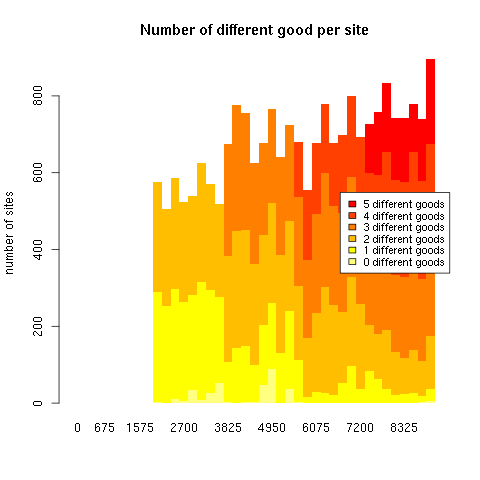 Number of different good per site
number of sites
800
600
400
200
0
5 different goods
4 different goods
3 different goods
2 different goods
1 different goods
0 different goods
0 675 1575 2700 3825 4950 6075 7200 8325